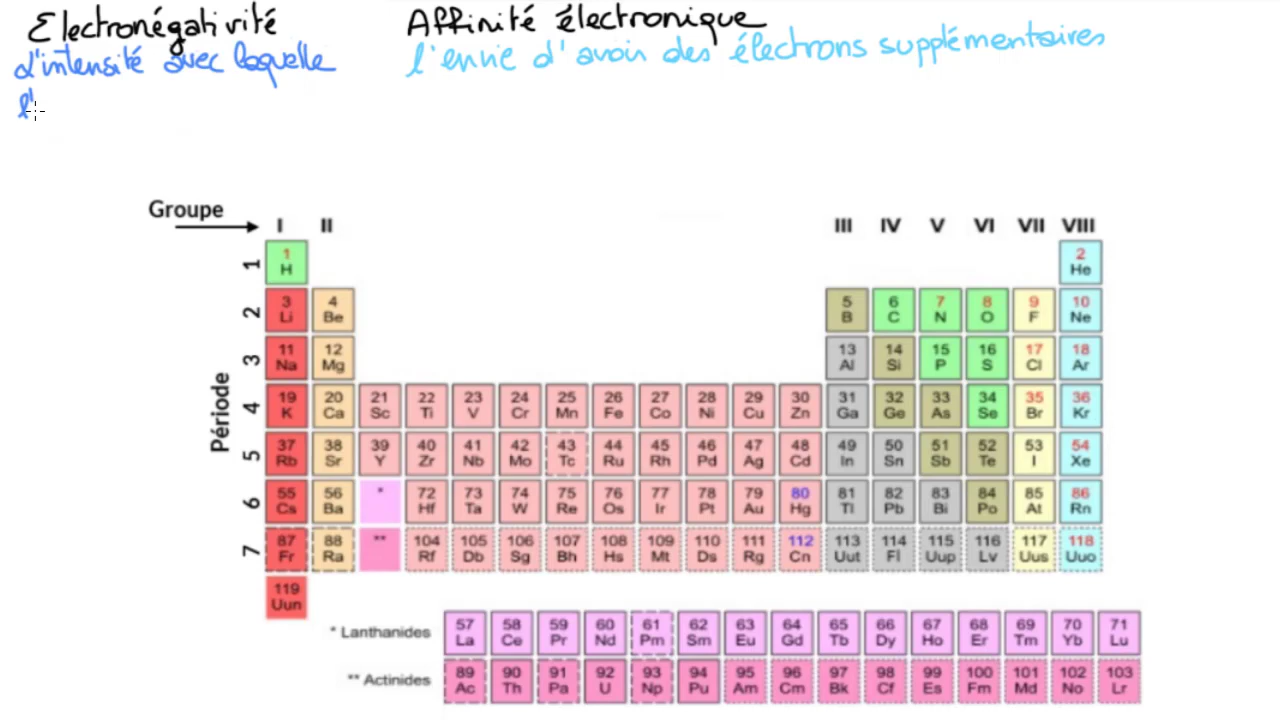 Electronégativité
Affinité électronique
d'intensité avec laquelle
l'envie d'avoir des électrons supplémentaires
l'
Groupe
I II III IV V VI VII VIII
Période
1 1 H 2 He
2 3 Li 4 Be 5 B 6 C 7 N 8 O 9 F 10 Ne
3 11 Na 12 Mg 13 Al 14 Si 15 P 16 S 17 Cl 18 Ar
4 19 K 20 Ca 21 Sc 22 Ti 23 V 24 Cr 25 Mn 26 Fe 27 Co 28 Ni 29 Cu 30 Zn 31 Ga 32 Ge 33 As 34 Se 35 Br 36 Kr
5 37 Rb 38 Sr 39 Y 40 Zr 41 Nb 42 Mo 43 Tc 44 Ru 45 Rh 46 Pd 47 Ag 48 Cd 49 In 50 Sn 51 Sb 52 Te 53 I 54 Xe
6 55 Cs 56 Ba * 72 Hf 73 Ta 74 W 75 Re 76 Os 77 Ir 78 Pt 79 Au 80 Hg 81 Tl 82 Pb 83 Bi 84 Po 85 At 86 Rn
7 87 Fr 88 Ra ** 104 Rf 105 Db 106 Sg 107 Bh 108 Hs 109 Mt 110 Ds 111 Rg 112 Cn 113 Uut 114 Fl 115 Uup 116 Lv 117 Uus 118 Uuo
119 Uun
* Lanthanides 57 La 58 Ce 59 Pr 60 Nd 61 Pm 62 Sm 63 Eu 64 Gd 65 Tb 66 Dy 67 Ho 68 Er 69 Tm 70 Yb 71 Lu
** Actinides 89 Ac 90 Th 91 Pa 92 U 93 Np 94 Pu 95 Am 96 Cm 97 Bk 98 Cf 99 Es 100 Fm 101 Md 102 No 103 Lr